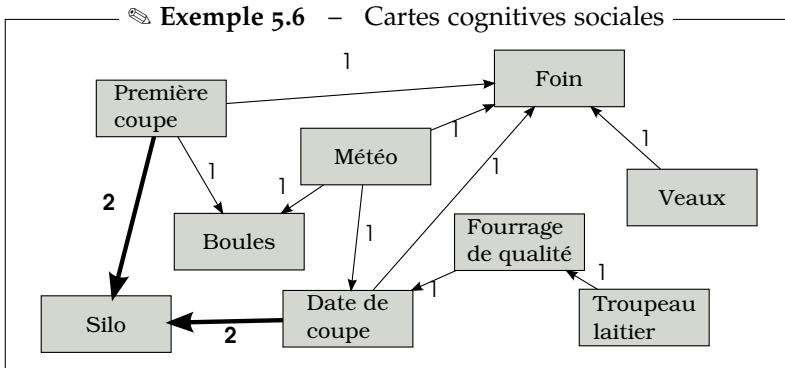 ✎ Exemple 5.6 – Cartes cognitives sociales
1
Foin
Première
coupe
1
Météo
1
1
1
1
2
Veaux
1
Boules
1
Fourrage
de qualité
1
1
Silo
2
Date de
coupe
Troupeau
laitier